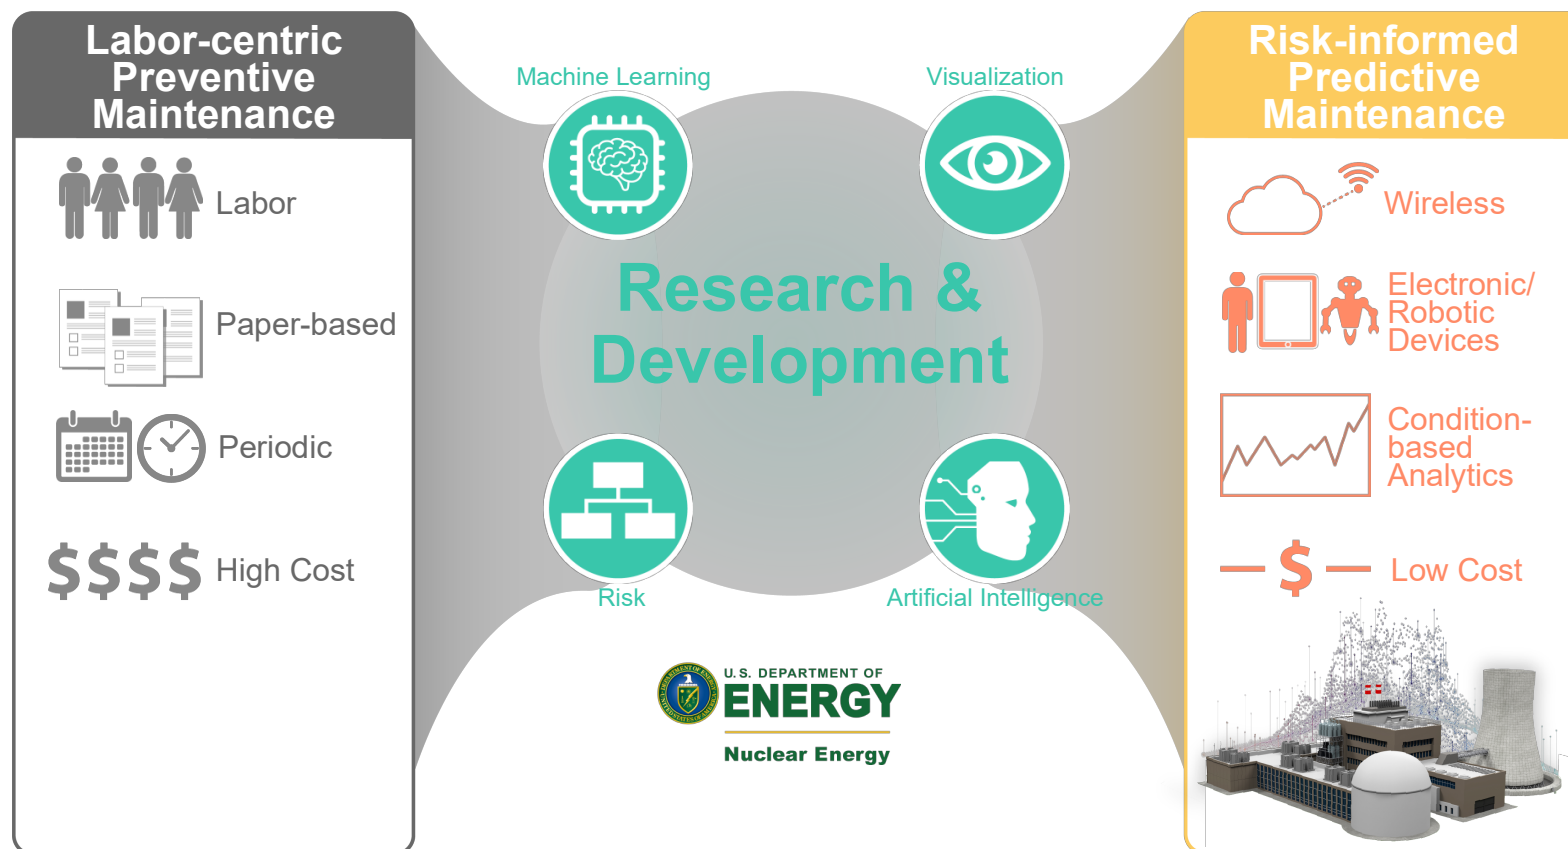 Labor-centric
Preventive
Maintenance
Labor
Paper-based
Periodic
$$$$ High Cost
Machine Learning
Visualization
Research &
Development
Risk
Artificial Intelligence
U.S. DEPARTMENT OF
ENERGY
Nuclear Energy
Risk-informed
Predictive
Maintenance
Wireless
Electronic/
Robotic
Devices
Condition-
based
Analytics
$ Low Cost